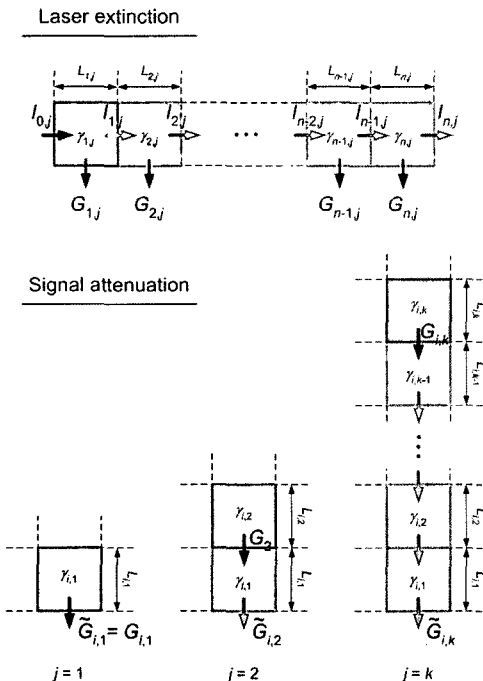 Laser extinction
L1,j L2,j Ln-1,j Ln,j
I0,j I1,j I2,j In-2,j In-1,j In,j
γ1,j γ2,j ... γn-1,j γn,j
G1,j G2,j Gn-1,j Gn,j
Signal attenuation
γi,k Li,k
Gi,k
γi,k-1 Li,k-1
γi,2 Li,2 γi,2 Li,2
G2
γi,1 Li,1 γi,1 Li,1 γi,1 Li,1
G̃i,1 = Gi,1 G̃i,2 G̃i,k
j = 1 j = 2 j = k